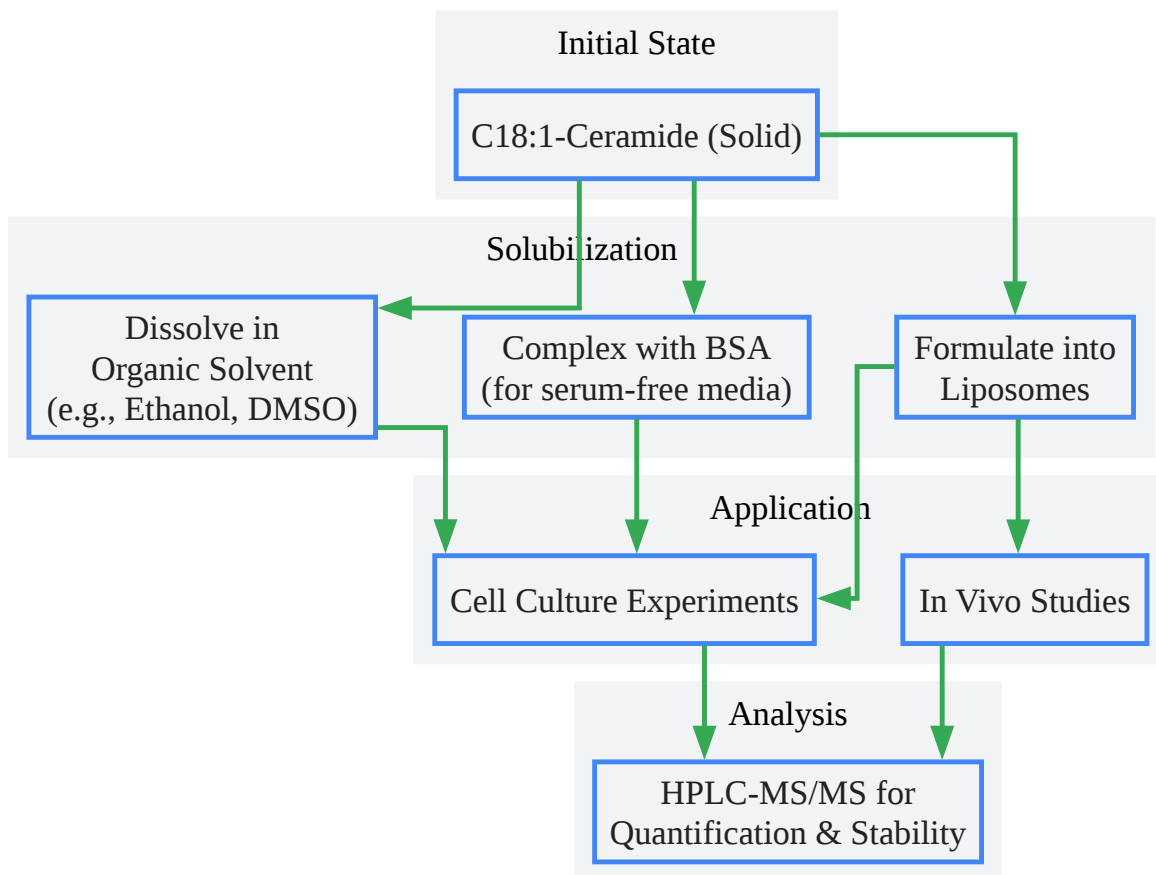 Initial State
C18:1-Ceramide (Solid)
Solubilization
Dissolve in
Organic Solvent
(e.g., Ethanol, DMSO)
Complex with BSA
(for serum-free media)
Formulate into
Liposomes
Application
Cell Culture Experiments
In Vivo Studies
Analysis
HPLC-MS/MS for
Quantification & Stability